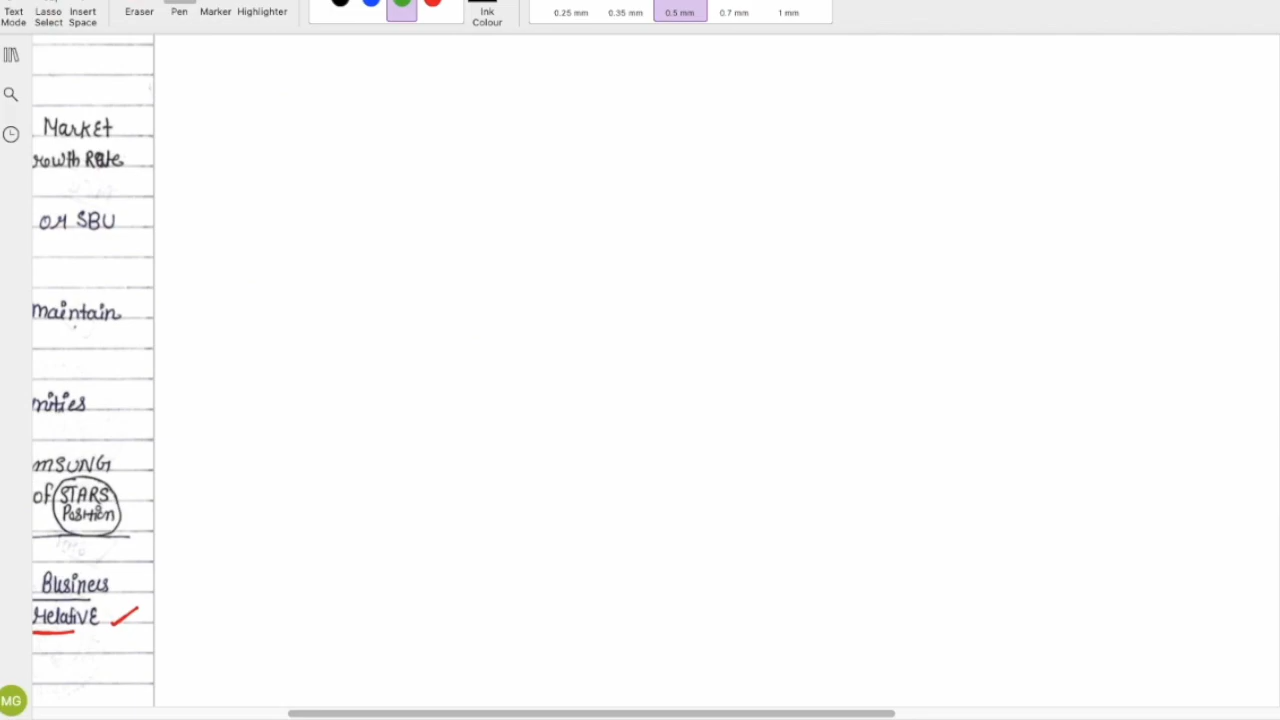 Text Mode
Lasso Select
Insert Space
Eraser
Pen
Marker
Highlighter
Ink Colour
0.25 mm
0.35 mm
0.5 mm
0.7 mm
1 mm
Market
rowth Rate
or SBU
maintain
nities
mSUNG
of STARS
Position
Business
relative
MG